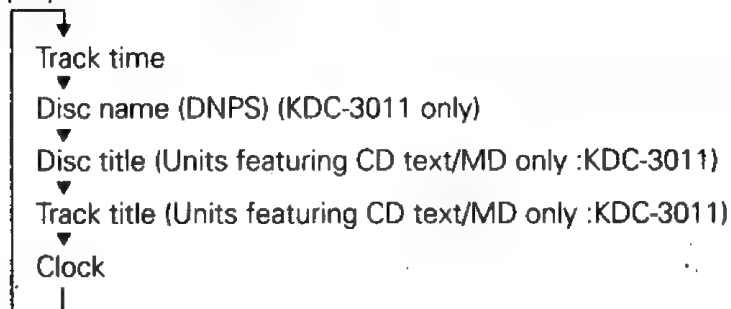 Track time
Disc name (DNPS) (KDC-3011 only)
Disc title (Units featuring CD text/MD only :KDC-3011)
Track title (Units featuring CD text/MD only :KDC-3011)
Clock